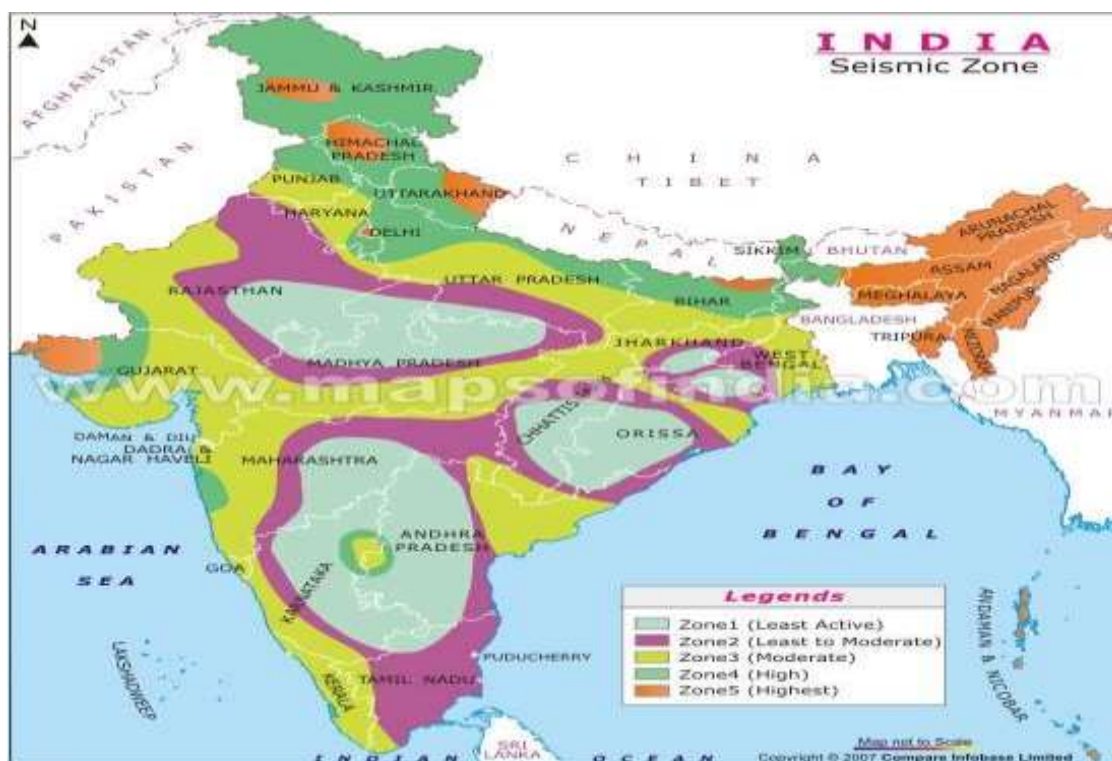 N
INDIA
Seismic Zone
AFGHANISTAN
PAKISTAN
JAMMU & KASHMIR
HIMACHAL
PRADESH
CHINA
TIBET
PUNJAB
UTTARAKHAND
HARYANA
DELHI
NEPAL
ARUNACHAL
PRADESH
SIKKIM
BHUTAN
UTTAR PRADESH
ASSAM
NAGALAND
RAJASTHAN
BIHAR
MEGHALAYA
MANIPUR
BANGLADESH
TRIPURA
MIZORAM
JHARKHAND
MADHYA PRADESH
WEST
BENGAL
GUJARAT
www.mapsofindia.com
MYANMAR
CHHATTISGARH
ORISSA
DAMAN & DIU
DADRA &
NAGAR HAVELI
MAHARASHTRA
BAY
OF
BENGAL
ARABIAN
SEA
ANDHRA
PRADESH
GOA
KARNATAKA
ANDAMAN & NICOBAR
LAKSHADWEEP
PUDUCHERRY
TAMIL NADU
KERALA
Legends
Zone1 (Least Active)
Zone2 (Least to Moderate)
Zone3 (Moderate)
Zone4 (High)
Zone5 (Highest)
SRI
LANKA
INDIAN OCEAN
Map not to Scale
Copyright © 2007 Compare Infobase Limited